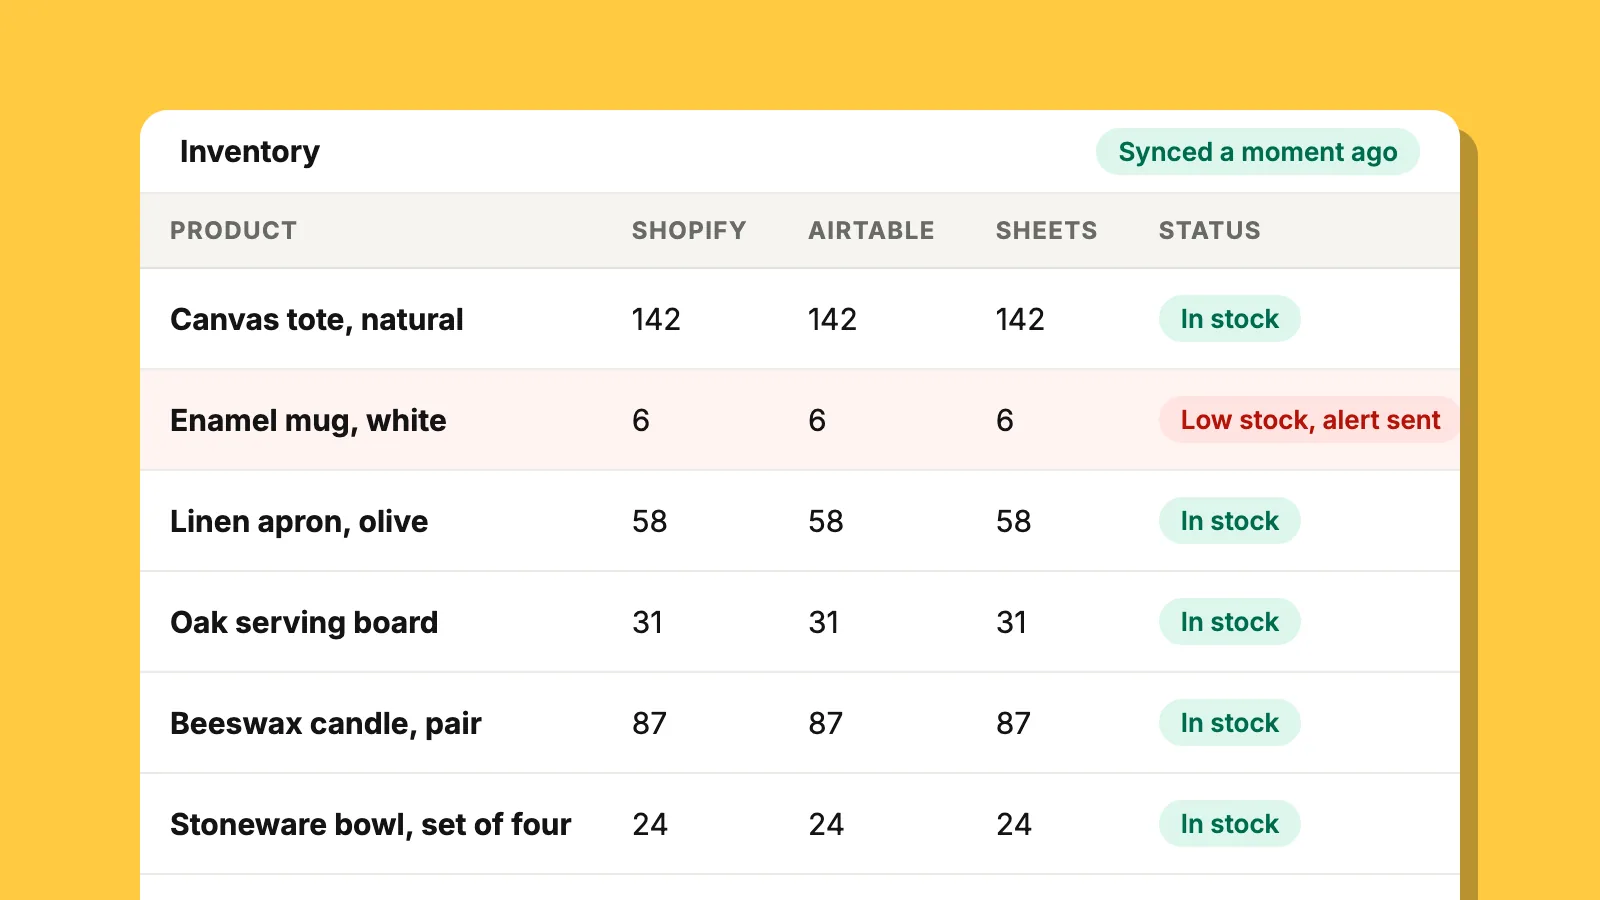 Inventory
Synced a moment ago
PRODUCT SHOPIFY AIRTABLE SHEETS STATUS
Canvas tote, natural 142 142 142 In stock
Enamel mug, white 6 6 6 Low stock, alert sent
Linen apron, olive 58 58 58 In stock
Oak serving board 31 31 31 In stock
Beeswax candle, pair 87 87 87 In stock
Stoneware bowl, set of four 24 24 24 In stock